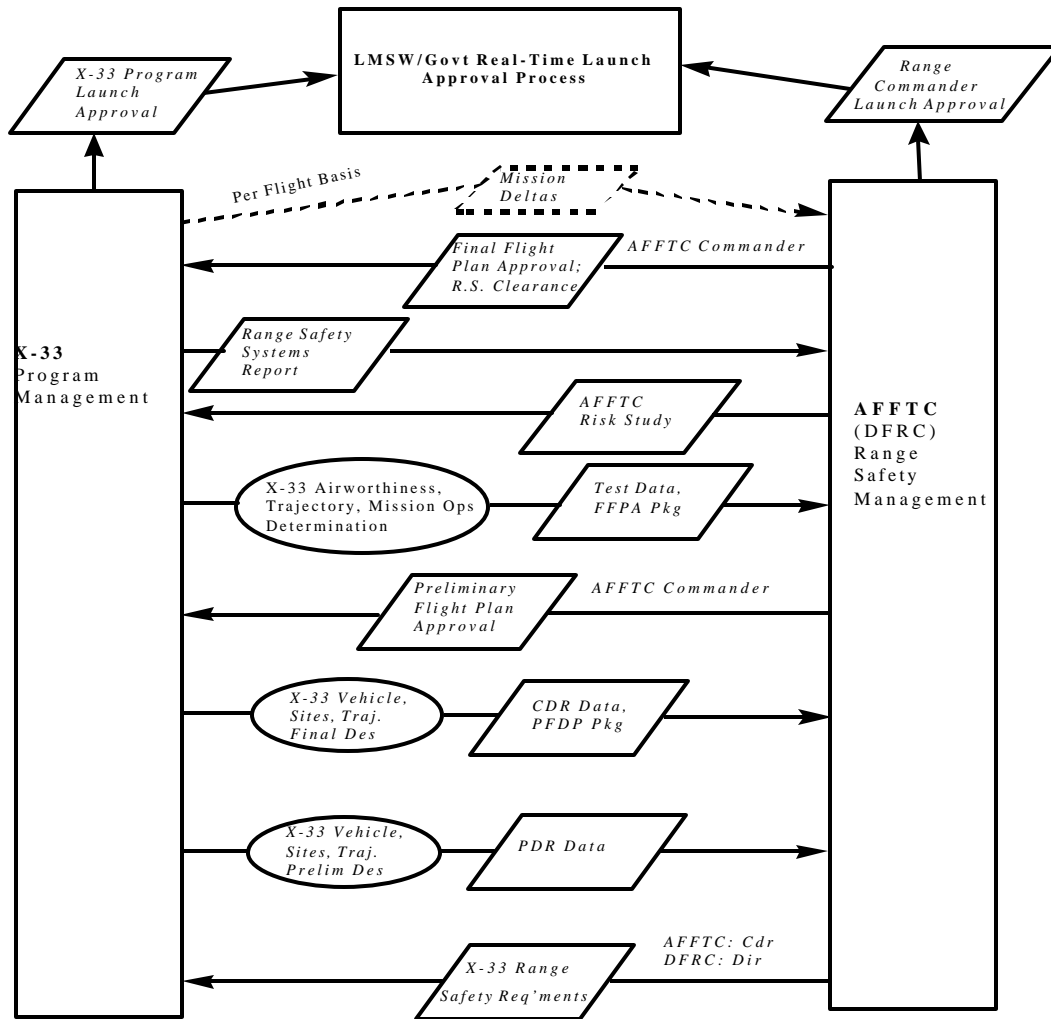 X-33 Program
Launch
Approval
LMSW/Govt Real-Time Launch
Approval Process
Range
Commander
Launch Approval
Per Flight Basis
Mission
Deltas
Final Flight
Plan Approval;
R.S. Clearance
AFFTC Commander
Range Safety
Systems
Report
X-33
Program
Management
AFFTC
Risk Study
AFFTC
(DFRC)
Range
Safety
Management
X-33 Airworthiness,
Trajectory, Mission Ops
Determination
Test Data,
FFPA Pkg
Preliminary
Flight Plan
Approval
AFFTC Commander
X-33 Vehicle,
Sites, Traj.
Final Des
CDR Data,
PFDP Pkg
X-33 Vehicle,
Sites, Traj.
Prelim Des
PDR Data
AFFTC: Cdr
DFRC: Dir
X-33 Range
Safety Req'ments